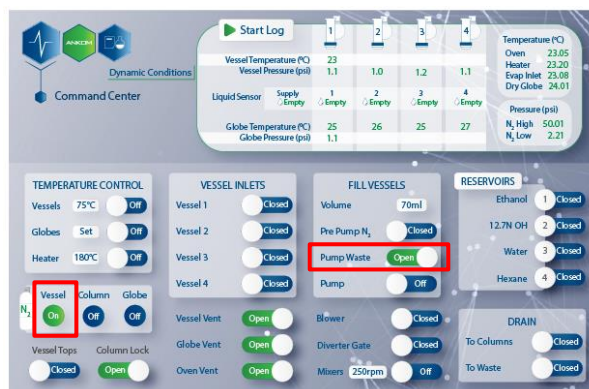 ANKOM
Dynamic Conditions
Command Center
Start Log 1 2 3 4
Vessel Temperature (ºC) 23
Vessel Pressure (psi) 1.1 1.0 1.2 1.1
Liquid Sensor Supply Empty 1 Empty 2 Empty 3 Empty 4 Empty
Globe Temperature (ºC) 25 26 25 27
Globe Pressure (psi) 1.1
Temperature (ºC)
Oven 23.05
Heater 23.20
Evap Inlet 23.08
Dry Globe 24.01
Pressure (psi)
N₂ High 50.01
N₂ Low 2.21
TEMPERATURE CONTROL
Vessels 75ºC Off
Globes Set Off
Heater 180ºC Off
N₂
Vessel Column Globe
On Off Off
Vessel Tops Column Lock
Closed Open
VESSEL INLETS
Vessel 1 Closed
Vessel 2 Closed
Vessel 3 Closed
Vessel 4 Closed
Vessel Vent Open
Globe Vent Open
Oven Vent Open
FILL VESSELS
Volume 70ml
Pre Pump N₂ Closed
Pump Waste Open
Pump Off
Blower Closed
Diverter Gate Closed
Mixers 250rpm Off
RESERVOIRS
Ethanol 1 Closed
12.7N OH 2 Closed
Water 3 Closed
Hexane 4 Closed
DRAIN
To Columns Closed
To Waste Closed